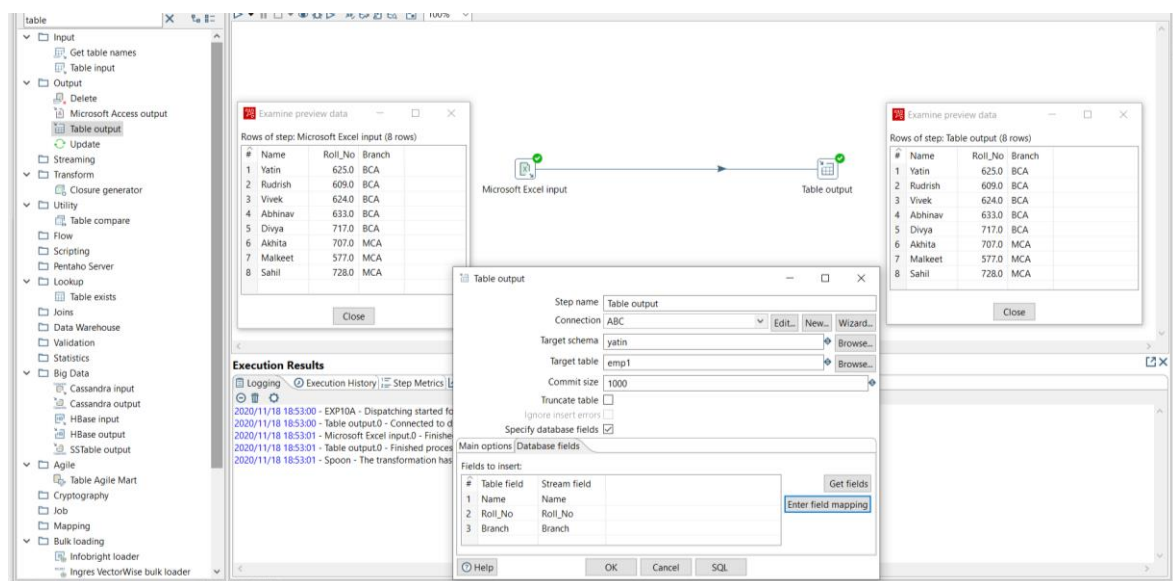 table
100%
Input
Get table names
Table input
Output
Delete
Microsoft Access output
Table output
Update
Streaming
Transform
Closure generator
Utility
Table compare
Flow
Scripting
Pentaho Server
Lookup
Table exists
Joins
Data Warehouse
Validation
Statistics
Big Data
Cassandra input
Cassandra output
HBase input
HBase output
SSTable output
Agile
Table Agile Mart
Cryptography
Job
Mapping
Bulk loading
Infobright loader
Ingres VectorWise bulk loader
Examine preview data
Rows of step: Microsoft Excel input (8 rows)
# Name Roll_No Branch
1 Yatin 625.0 BCA
2 Rudrish 609.0 BCA
3 Vivek 624.0 BCA
4 Abhinav 633.0 BCA
5 Divya 717.0 BCA
6 Akhita 707.0 MCA
7 Malkeet 577.0 MCA
8 Sahil 728.0 MCA
Close
Microsoft Excel input
Table output
Examine preview data
Rows of step: Table output (8 rows)
# Name Roll_No Branch
1 Yatin 625.0 BCA
2 Rudrish 609.0 BCA
3 Vivek 624.0 BCA
4 Abhinav 633.0 BCA
5 Divya 717.0 BCA
6 Akhita 707.0 MCA
7 Malkeet 577.0 MCA
8 Sahil 728.0 MCA
Close
Execution Results
Logging Execution History Step Metrics
2020/11/18 18:53:00 - EXP10A - Dispatching started fo
2020/11/18 18:53:00 - Table output.0 - Connected to d
2020/11/18 18:53:01 - Microsoft Excel input.0 - Finishe
2020/11/18 18:53:01 - Table output.0 - Finished proces
2020/11/18 18:53:01 - Spoon - The transformation has
Table output
Step name Table output
Connection ABC Edit... New... Wizard...
Target schema yatin Browse...
Target table emp1 Browse...
Commit size 1000
Truncate table
Ignore insert errors
Specify database fields
Main options Database fields
Fields to insert:
# Table field Stream field
1 Name Name
2 Roll_No Roll_No
3 Branch Branch
Get fields
Enter field mapping
Help OK Cancel SQL